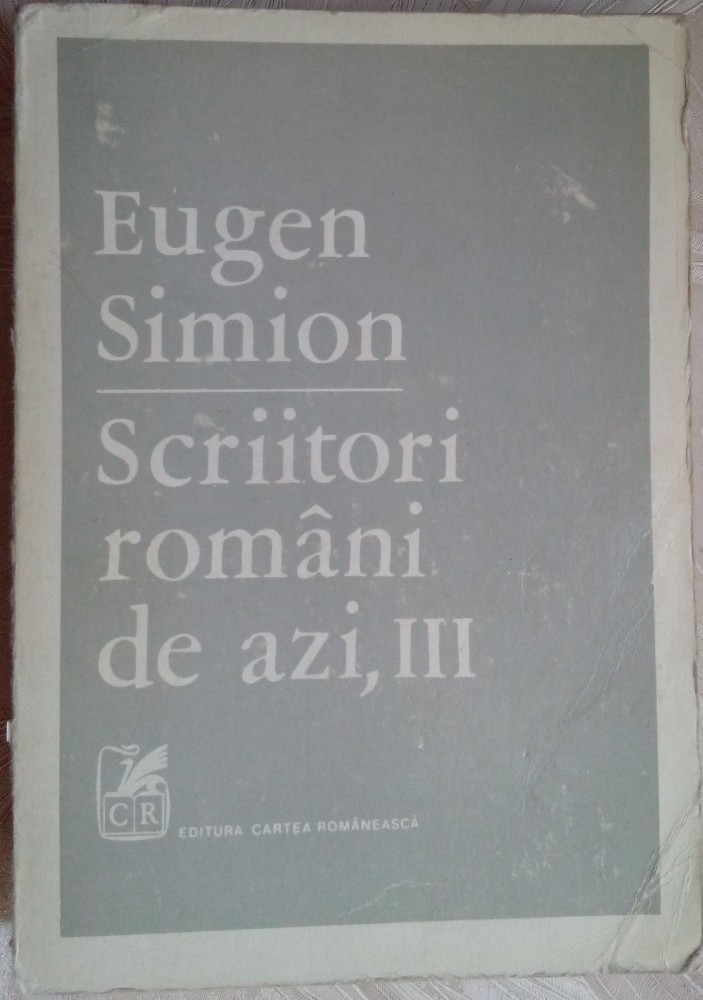 Eugen
Simion
Scriitori
români
de azi, III
CR
EDITURA CARTEA ROMÂNEASCĂ